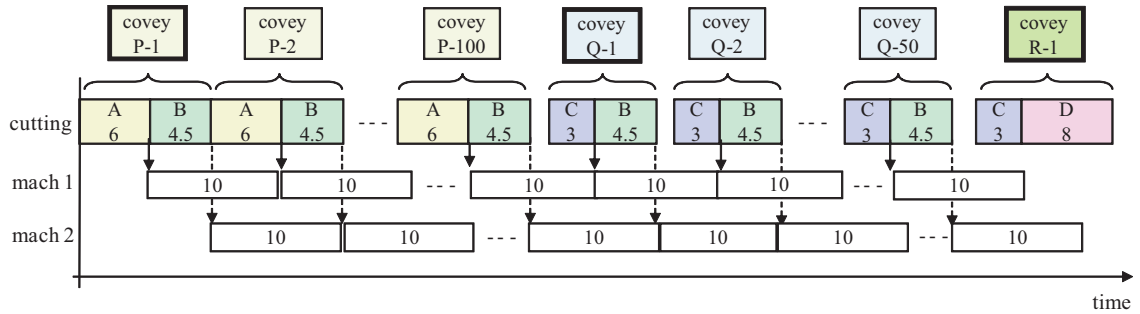 covey covey covey covey covey covey covey
P-1 P-2 P-100 Q-1 Q-2 Q-50 R-1
cutting A B A B --- A B C B C B --- C B C D
6 4.5 6 4.5 6 4.5 3 4.5 3 4.5 3 4.5 3 8
mach 1 10 10 --- 10 10 10 --- 10
mach 2 10 10 --- 10 10 10 --- 10
time